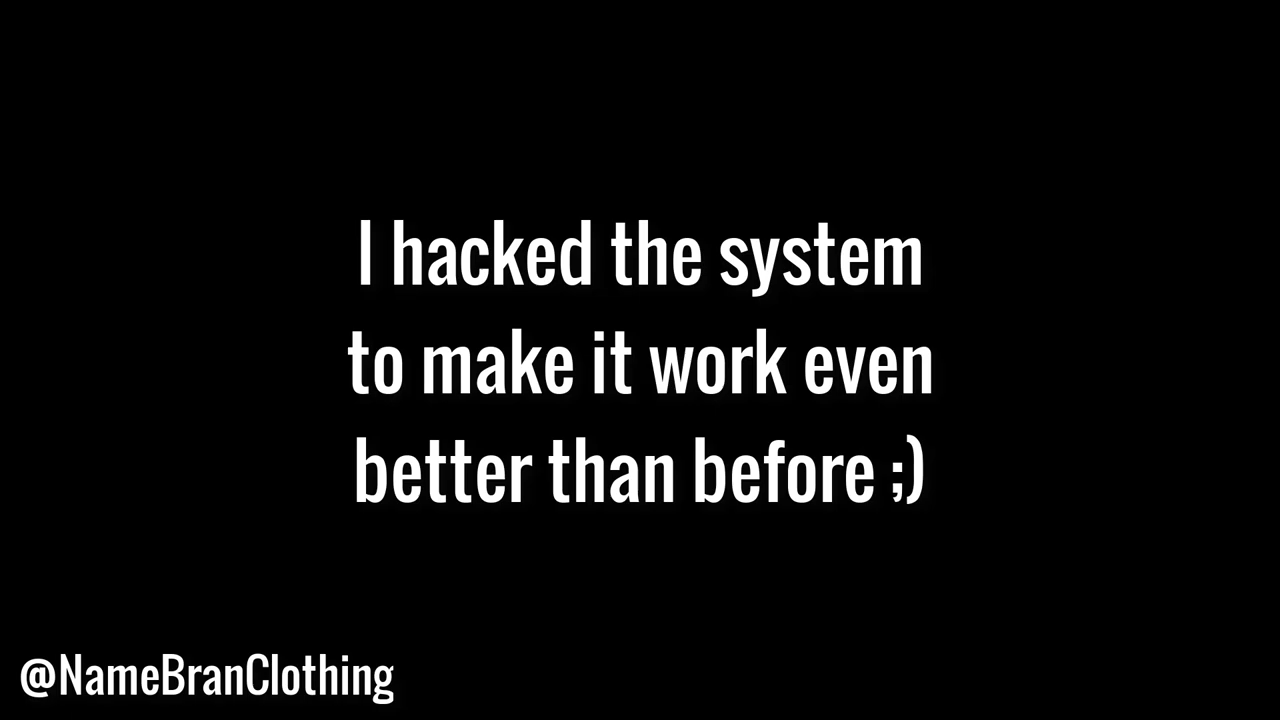 I hacked the system
to make it work even
better than before ;)
@NameBranClothing